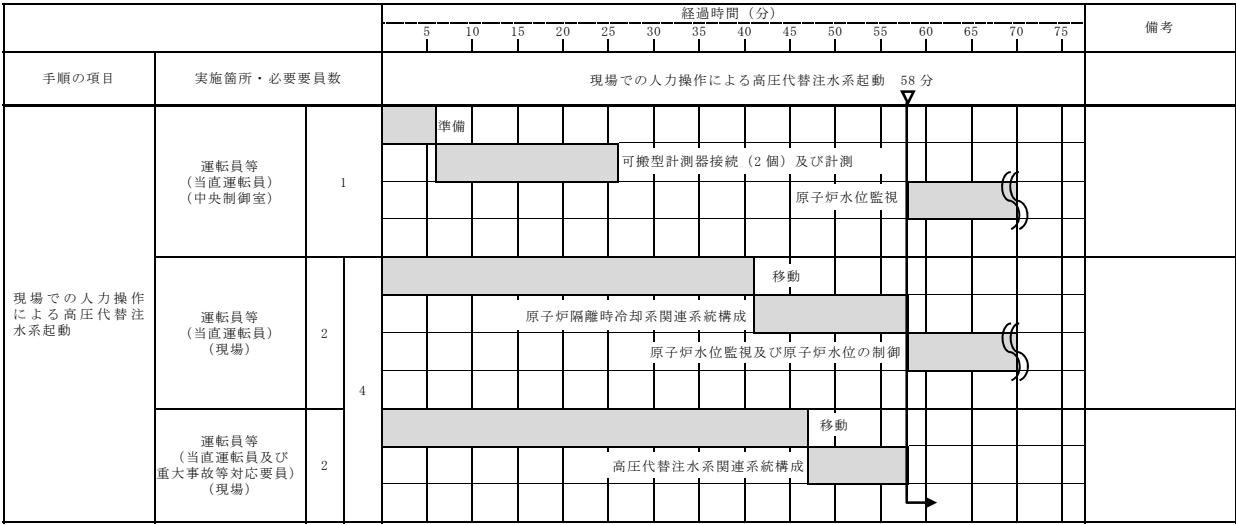 経過時間（分）
備考
5 10 15 20 25 30 35 40 45 50 55 60 65 70 75
手順の項目
実施箇所・必要要員数
現場での人力操作による高圧代替注水系起動 58分
現場での人力操作
による高圧代替注
水系起動
運転員等
（当直運転員）
（中央制御室）
1
準備
可搬型計測器接続（2個）及び計測
原子炉水位監視
運転員等
（当直運転員）
（現場）
2
4
移動
原子炉隔離時冷却系関連系統構成
原子炉水位監視及び原子炉水位の制御
運転員等
（当直運転員及び
重大事故等対応要員）
（現場）
2
移動
高圧代替注水系関連系統構成